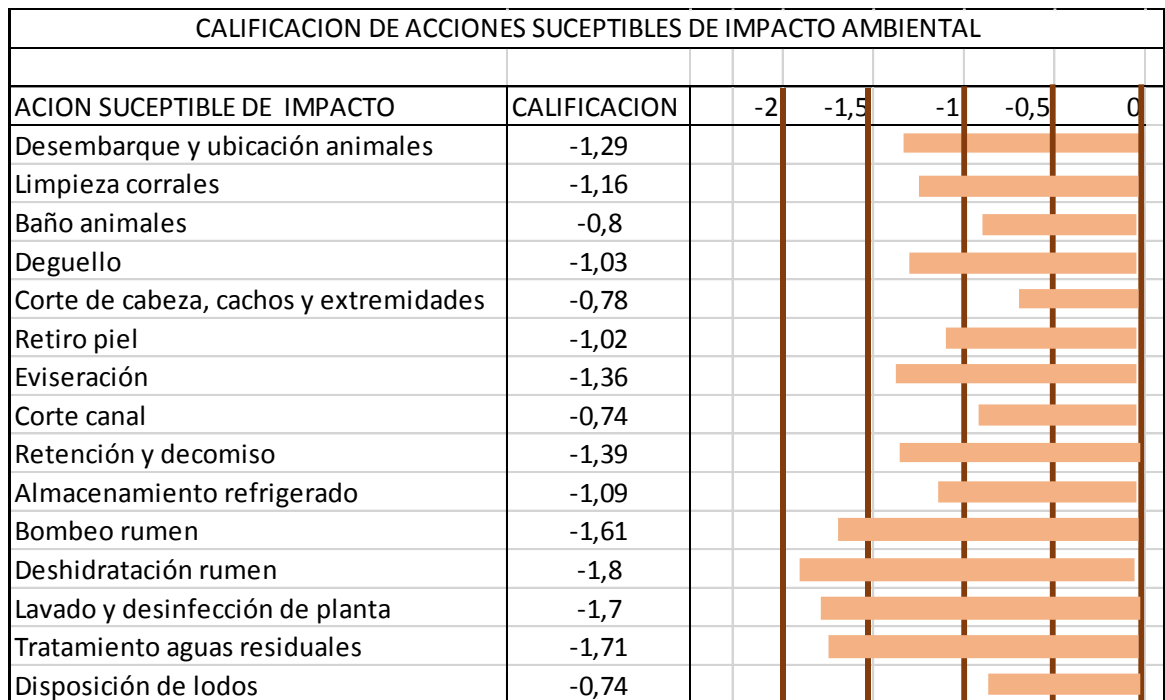 CALIFICACION DE ACCIONES SUCEPTIBLES DE IMPACTO AMBIENTAL
ACION SUCEPTIBLE DE IMPACTO CALIFICACION -2 -1,5 -1 -0,5 0
Desembarque y ubicación animales -1,29
Limpieza corrales -1,16
Baño animales -0,8
Deguello -1,03
Corte de cabeza, cachos y extremidades -0,78
Retiro piel -1,02
Eviseración -1,36
Corte canal -0,74
Retención y decomiso -1,39
Almacenamiento refrigerado -1,09
Bombeo rumen -1,61
Deshidratación rumen -1,8
Lavado y desinfección de planta -1,7
Tratamiento aguas residuales -1,71
Disposición de lodos -0,74